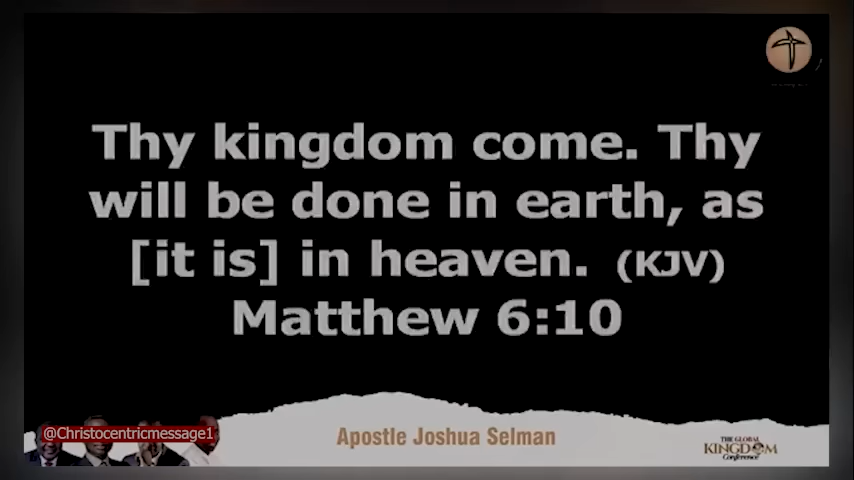 Thy kingdom come. Thy
will be done in earth, as
[it is] in heaven. (KJV)
Matthew 6:10
@Christocentricmessage1
Apostle Joshua Selman
THE GLOBAL
KINGDOM
Conference